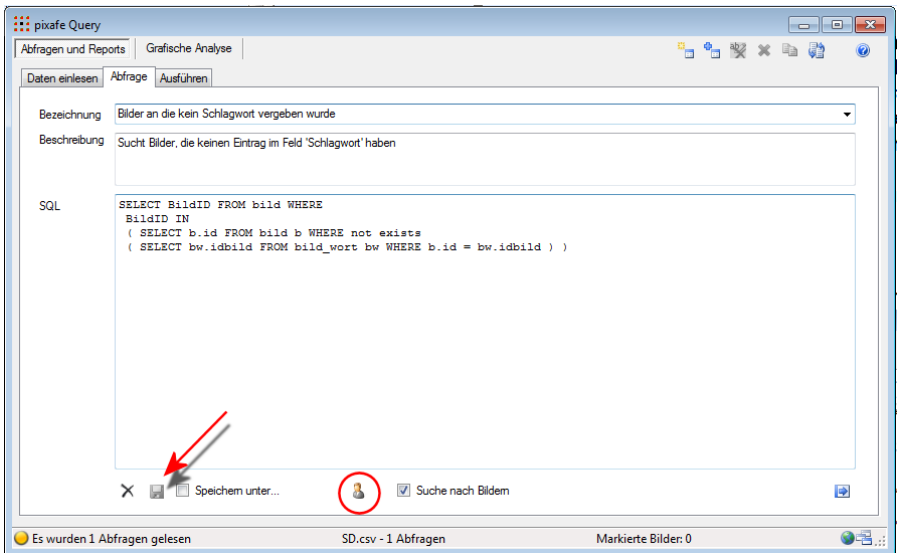 pixafe Query
Abfragen und Reports Grafische Analyse
Daten einlesen Abfrage Ausführen
Bezeichnung Bilder an die kein Schlagwort vergeben wurde
Beschreibung Sucht Bilder, die keinen Eintrag im Feld 'Schlagwort' haben
SQL SELECT BildID FROM bild WHERE
BildID IN
( SELECT b.id FROM bild b WHERE not exists
( SELECT bw.idbild FROM bild_wort bw WHERE b.id = bw.idbild ) )
Speichern unter... Suche nach Bildern
Es wurden 1 Abfragen gelesen SD.csv - 1 Abfragen Markierte Bilder: 0